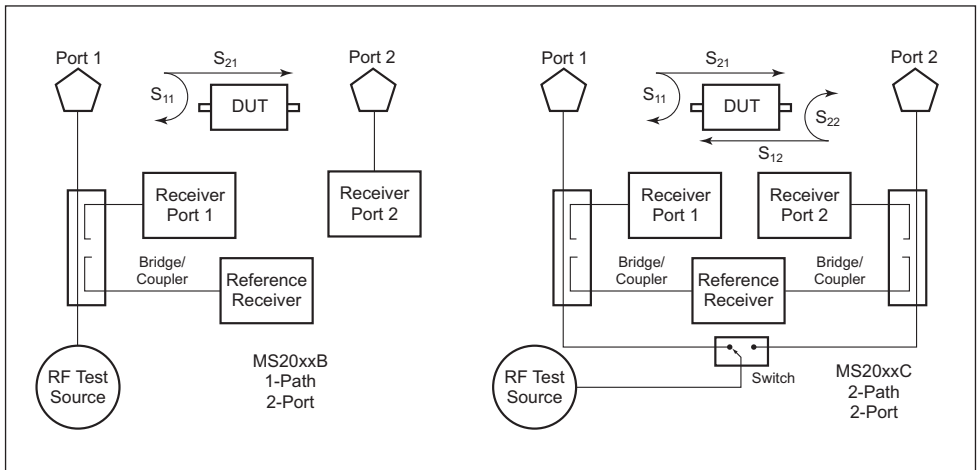 Port 1
Port 2
S21
S11
DUT
Receiver
Port 1
Receiver
Port 2
Bridge/
Coupler
Reference
Receiver
RF Test
Source
MS20xxB
1-Path
2-Port
Port 1
Port 2
S21
S11
DUT
S22
S12
Receiver
Port 1
Receiver
Port 2
Bridge/
Coupler
Reference
Receiver
Bridge/
Coupler
RF Test
Source
Switch
MS20xxC
2-Path
2-Port